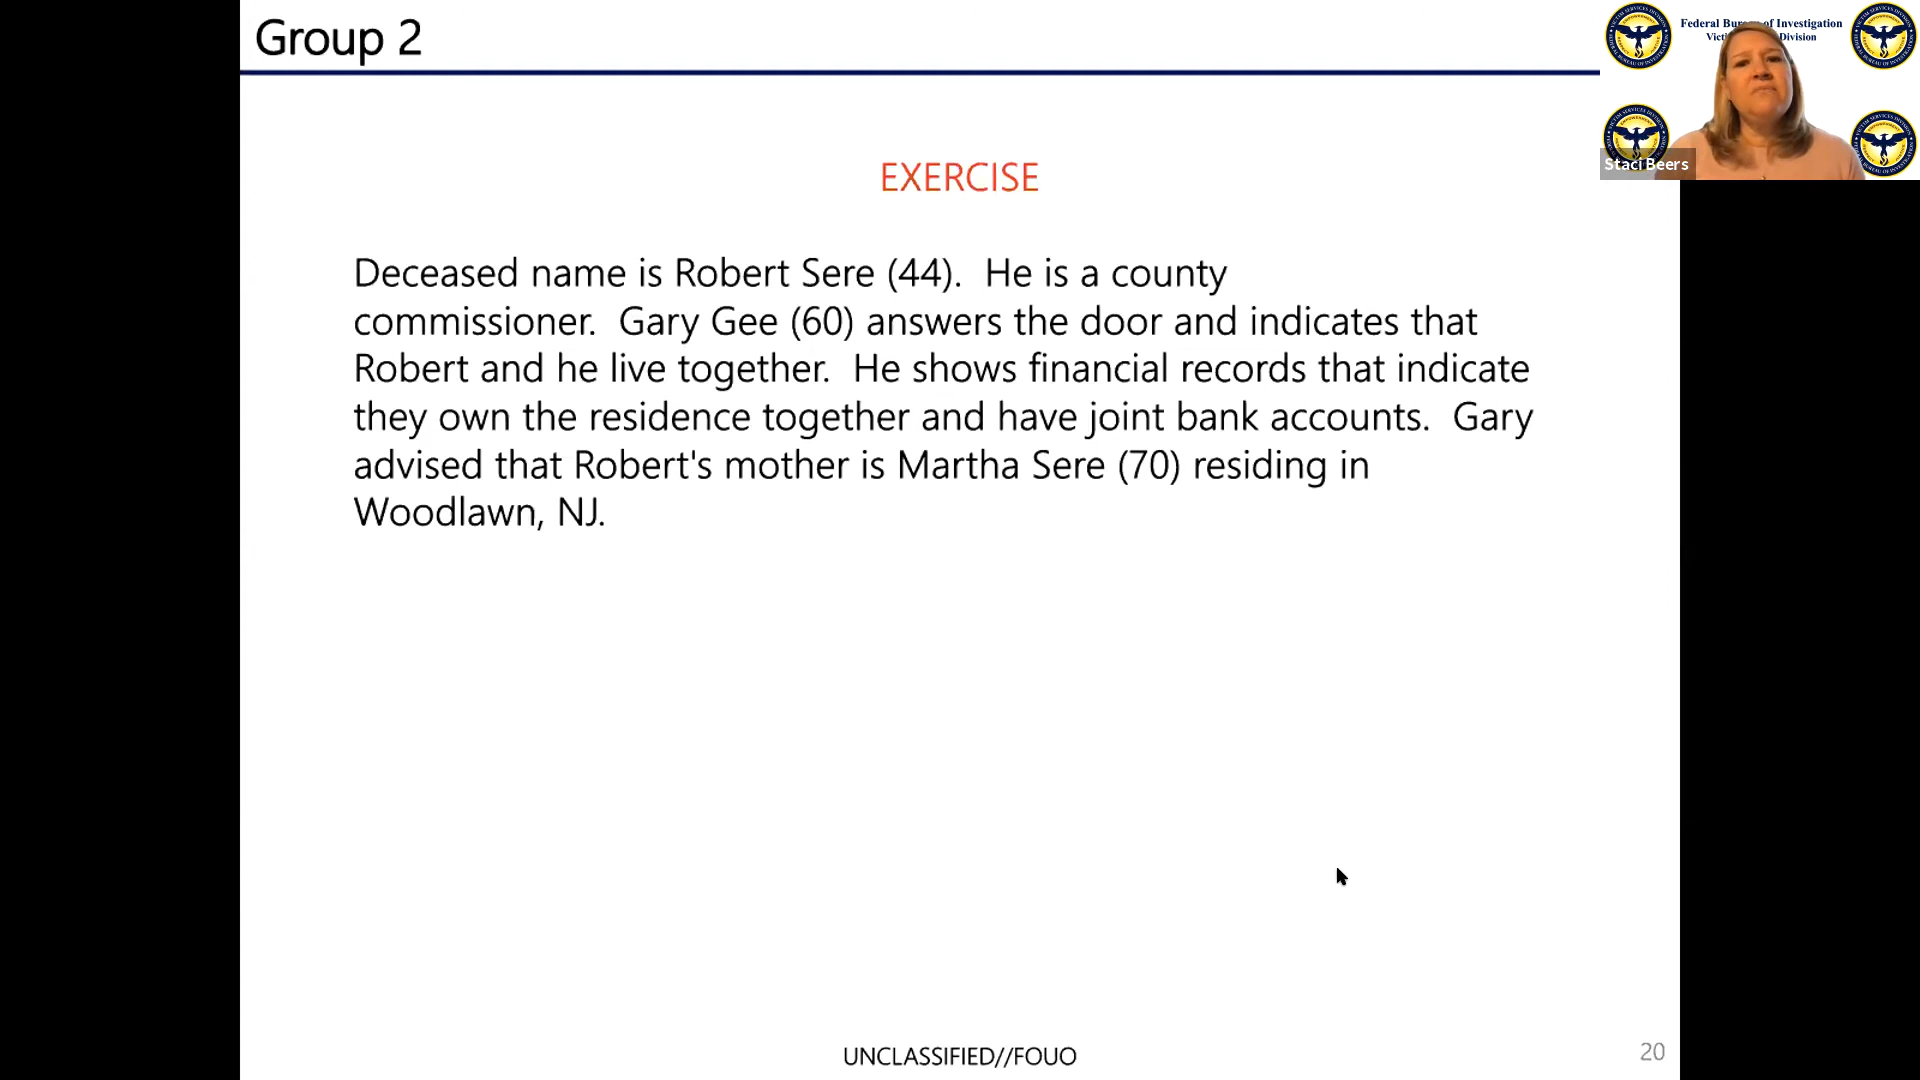 Group 2
EXERCISE
Deceased name is Robert Sere (44).  He is a county
commissioner.  Gary Gee (60) answers the door and indicates that
Robert and he live together.  He shows financial records that indicate
they own the residence together and have joint bank accounts.  Gary
advised that Robert's mother is Martha Sere (70) residing in
Woodlawn, NJ.
UNCLASSIFIED//FOUO
20
Federal Bu of Investigation
Division
Staci Beers